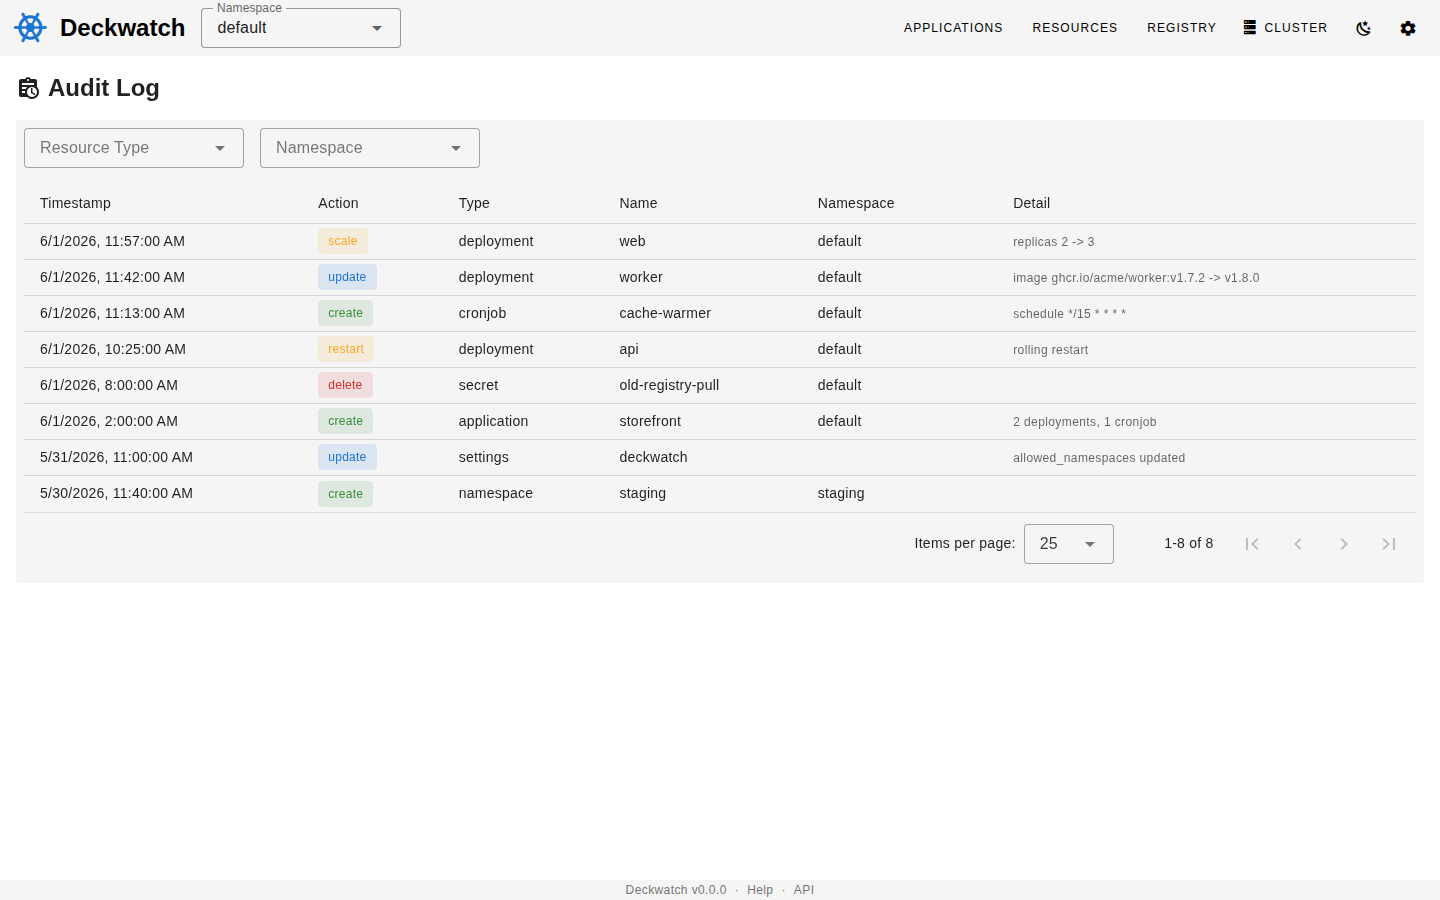 Deckwatch
Namespace
default
APPLICATIONS RESOURCES REGISTRY CLUSTER
Audit Log
Resource Type Namespace
Timestamp Action Type Name Namespace Detail
6/1/2026, 11:57:00 AM scale deployment web default replicas 2 -> 3
6/1/2026, 11:42:00 AM update deployment worker default image ghcr.io/acme/worker:v1.7.2 -> v1.8.0
6/1/2026, 11:13:00 AM create cronjob cache-warmer default schedule */15 * * * *
6/1/2026, 10:25:00 AM restart deployment api default rolling restart
6/1/2026, 8:00:00 AM delete secret old-registry-pull default
6/1/2026, 2:00:00 AM create application storefront default 2 deployments, 1 cronjob
5/31/2026, 11:00:00 AM update settings deckwatch allowed_namespaces updated
5/30/2026, 11:40:00 AM create namespace staging staging
Items per page: 25 1-8 of 8
Deckwatch v0.0.0 · Help · API